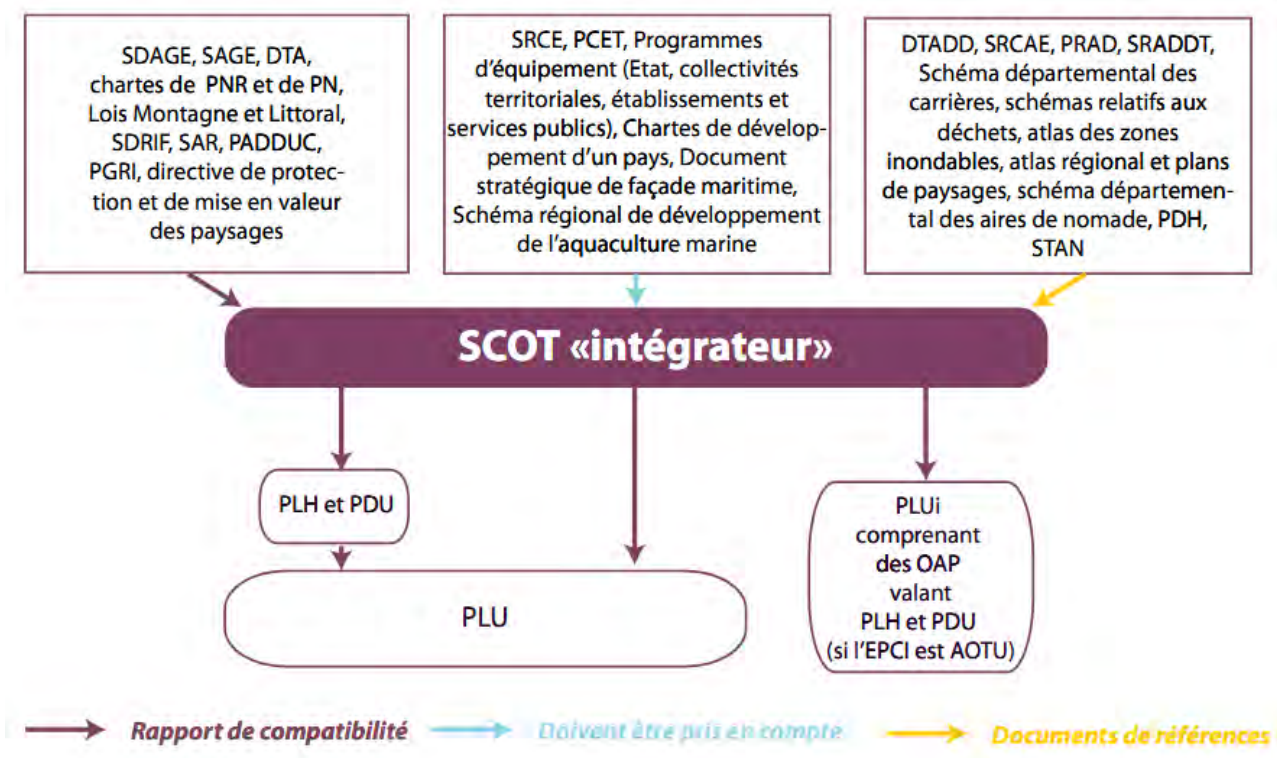 SDAGE, SAGE, DTA,
chartes de PNR et de PN,
Lois Montagne et Littoral,
SDRIF, SAR, PADDUC,
PGRI, directive de protec-
tion et de mise en valeur
des paysages
SRCE, PCET, Programmes
d'équipement (Etat, collectivités
territoriales, établissements et
services publics), Chartes de dévelop-
pement d'un pays, Document
stratégique de façade maritime,
Schéma régional de développement
de l'aquaculture marine
DTADD, SRCAE, PRAD, SRADDT,
Schéma départemental des
carrières, schémas relatifs aux
déchets, atlas des zones
inondables, atlas régional et plans
de paysages, schéma départemen-
tal des aires de nomade, PDH,
STAN
SCOT «intégrateur»
PLH et PDU
PLU
PLUi
comprenant
des OAP
valant
PLH et PDU
(si l'EPCI est AOTU)
Rapport de compatibilité
Doivent être pris en compte
Documents de références